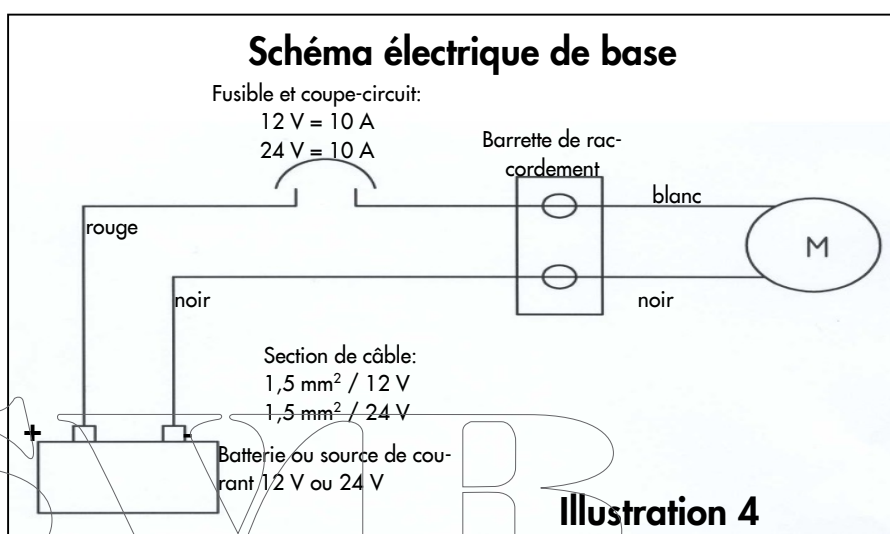 Schéma électrique de base
Fusible et coupe-circuit:
12 V = 10 A
24 V = 10 A
Barrette de rac-
cordement
blanc
rouge
M
noir
noir
Section de câble:
1,5 mm² / 12 V
1,5 mm² / 24 V
+
-
Batterie ou source de cou-
rant 12 V ou 24 V
Illustration 4